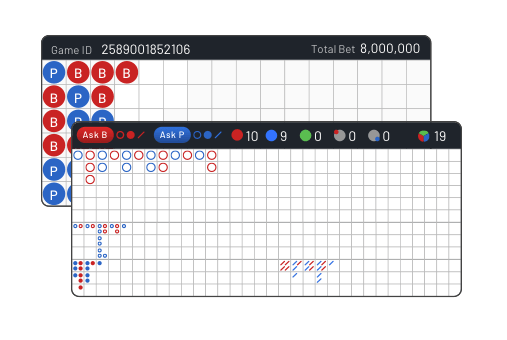 Game ID 2589001852106 Total Bet 8,000,000
P B B B
B P B
B P P
B
P
P
Ask B Ask P 10 9 0 0 0 19